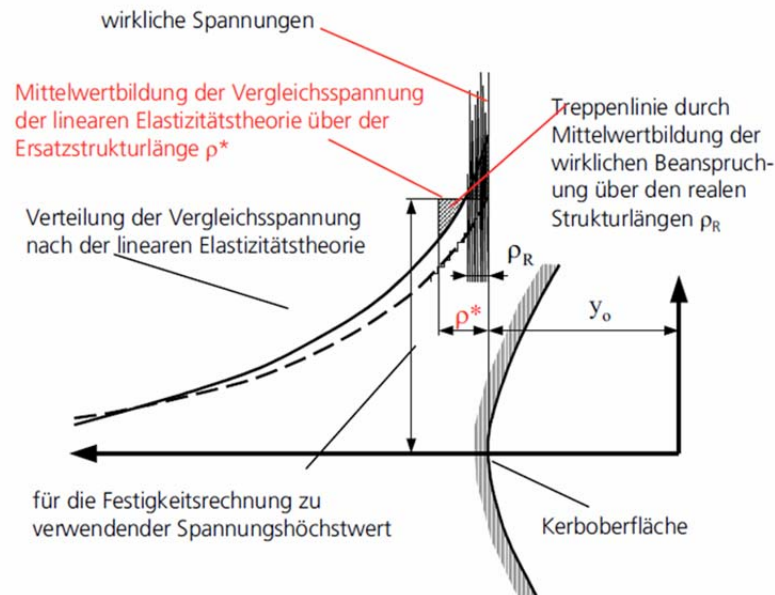 wirkliche Spannungen
Mittelwertbildung der Vergleichsspannung
der linearen Elastizitätstheorie über der
Ersatzstrukturlänge ρ*
Treppenlinie durch
Mittelwertbildung der
wirklichen Beanspruch-
ung über den realen
Strukturlängen ρR
Verteilung der Vergleichsspannung
nach der linearen Elastizitätstheorie
ρR
ρ*
yo
für die Festigkeitsrechnung zu
verwendender Spannungshöchstwert
Kerboberfläche